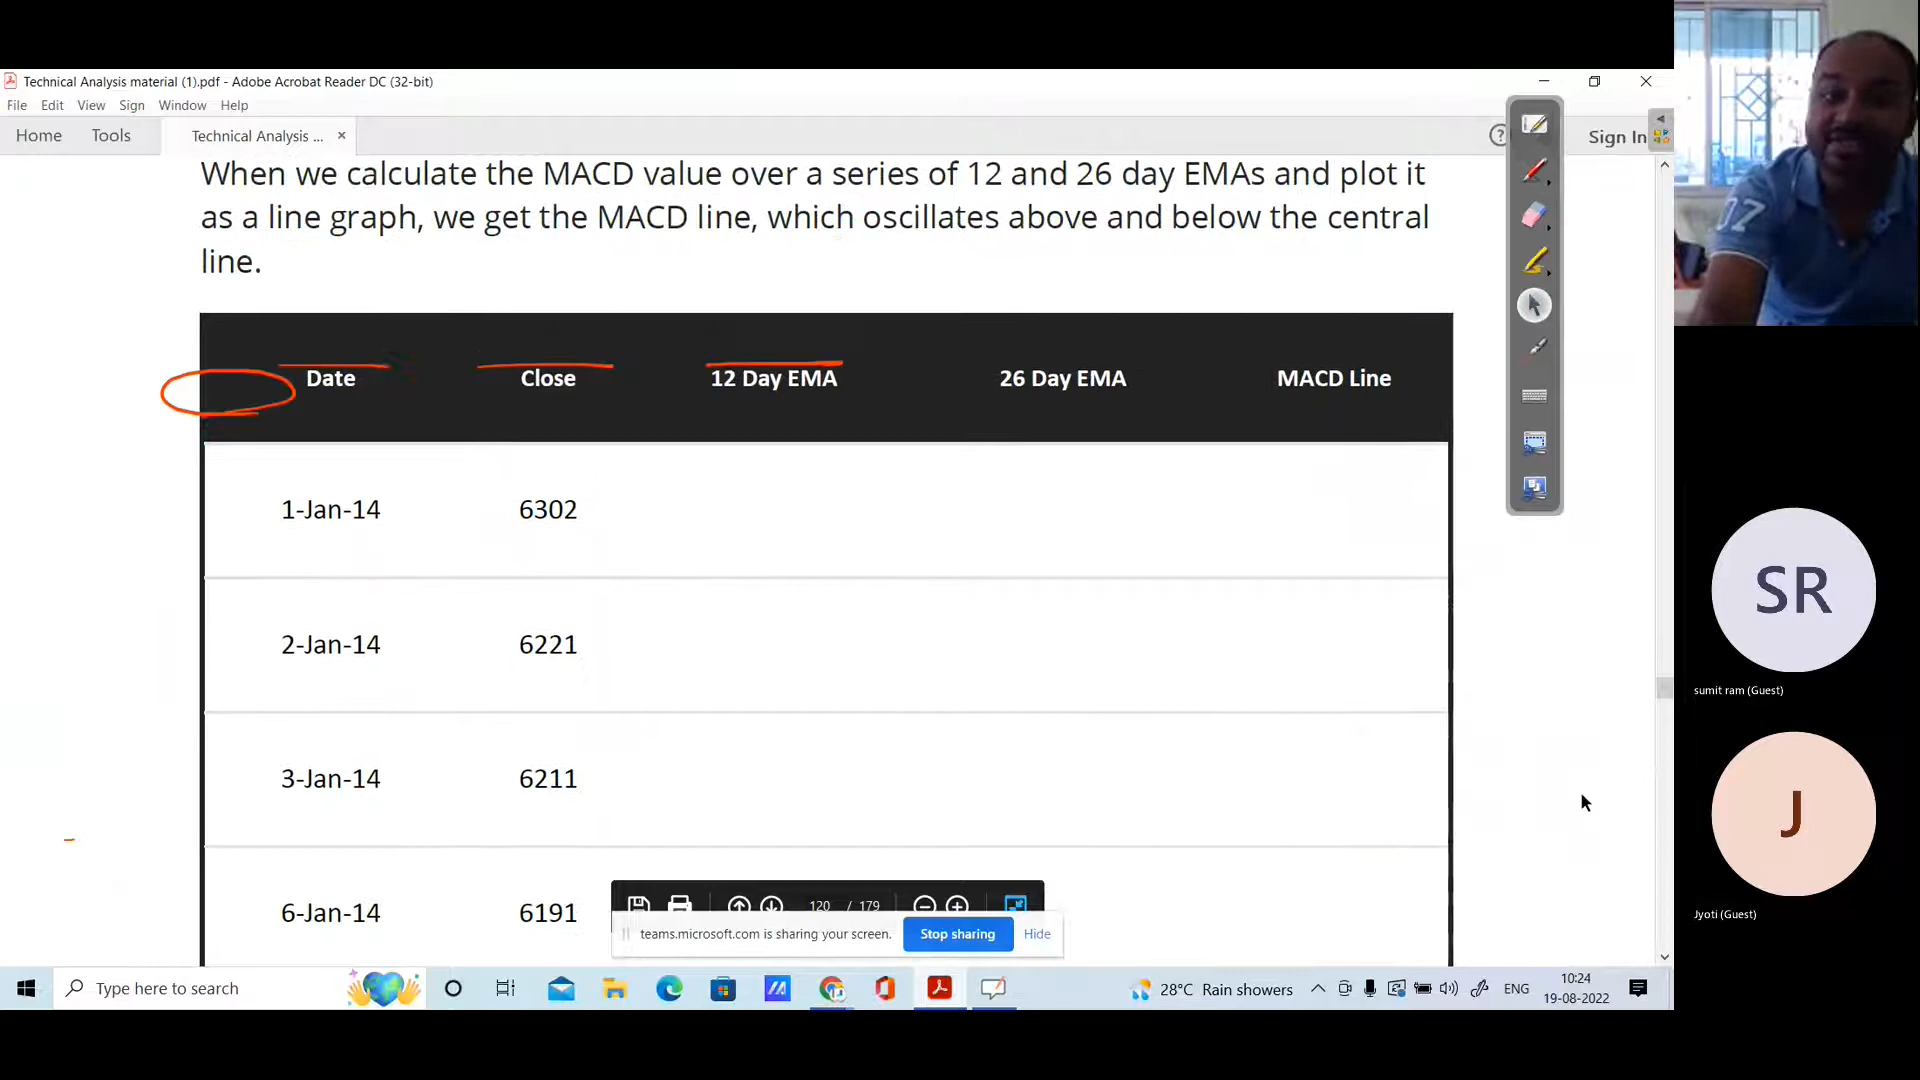 Technical Analysis material (1).pdf - Adobe Acrobat Reader DC (32-bit)
File Edit View Sign Window Help
Home Tools Technical Analysis ... × ? Sign In
When we calculate the MACD value over a series of 12 and 26 day EMAs and plot it
as a line graph, we get the MACD line, which oscillates above and below the central
line.
Date Close 12 Day EMA 26 Day EMA MACD Line
1-Jan-14 6302
2-Jan-14 6221
3-Jan-14 6211
6-Jan-14 6191
120 / 179
teams.microsoft.com is sharing your screen. Stop sharing Hide
Type here to search
28°C Rain showers
ENG
10:24
19-08-2022
07
SR
sumit ram (Guest)
J
Jyoti (Guest)